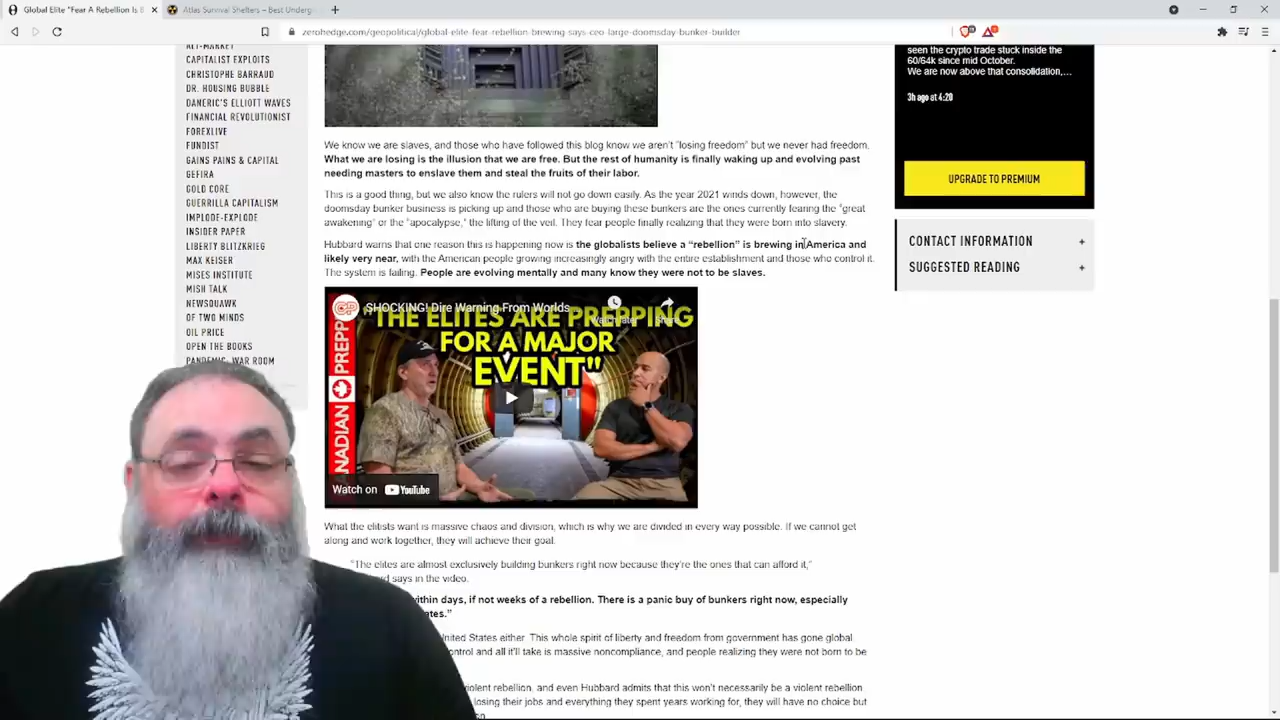 Global Elite "Fear A Rebellion Is B
Atlas Survival Shelters – Best Underg
zerohedge.com/geopolitical/global-elite-fear-rebellion-brewing-says-ceo-large-doomsday-bunker-builder
ALT-MARKET
CAPITALIST EXPLOITS
CHRISTOPHE BARRAUD
DR. HOUSING BUBBLE
DANERIC'S ELLIOTT WAVES
FINANCIAL REVOLUTIONIST
FOREXLIVE
FUNDIST
GAINS PAINS & CAPITAL
GEFIRA
GOLD CORE
GUERRILLA CAPITALISM
IMPLODE-EXPLODE
INSIDER PAPER
LIBERTY BLITZKRIEG
MAX KEISER
MISES INSTITUTE
MISH TALK
NEWSQUAWK
OF TWO MINDS
OIL PRICE
OPEN THE BOOKS
PANDEMIC: WAR ROOM
We know we are slaves, and those who have followed this blog know we aren't "losing freedom" but we never had freedom.
What we are losing is the illusion that we are free. But the rest of humanity is finally waking up and evolving past
needing masters to enslave them and steal the fruits of their labor.
This is a good thing, but we also know the rulers will not go down easily. As the year 2021 winds down, however, the
doomsday bunker business is picking up and those who are buying these bunkers are the ones currently fearing the "great
awakening" or the "apocalypse," the lifting of the veil. They fear people finally realizing that they were born into slavery.
Hubbard warns that one reason this is happening now is the globalists believe a "rebellion" is brewing in America and
likely very near, with the American people growing increasingly angry with the entire establishment and those who control it.
The system is failing. People are evolving mentally and many know they were not to be slaves.
SHOCKING! Dire Warning From Worlds...
Watch later
Share
CANADIAN PREPP
"THE ELITES ARE PREPPING
FOR A MAJOR
EVENT"
Watch on YouTube
What the elitists want is massive chaos and division, which is why we are divided in every way possible. If we cannot get
along and work together, they will achieve their goal.
"The elites are almost exclusively building bunkers right now because they're the ones that can afford it,"
says in the video.
within days, if not weeks of a rebellion. There is a panic buy of bunkers right now, especially
United States either. This whole spirit of liberty and freedom from government has gone global
and all it'll take is massive noncompliance, and people realizing they were not born to be
violent rebellion, and even Hubbard admits that this won't necessarily be a violent rebellion
losing their jobs and everything they spent years working for, they will have no choice but
seen the crypto trade stuck inside the
60/64k since mid October.
We are now above that consolidation,...
3h ago at 4:20
UPGRADE TO PREMIUM
CONTACT INFORMATION +
SUGGESTED READING +